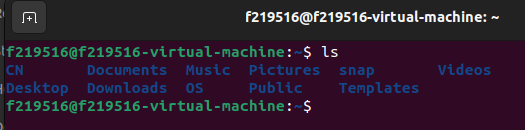 f219516@f219516-virtual-machine: ~
f219516@f219516-virtual-machine:~$ ls
CN Documents Music Pictures snap Videos
Desktop Downloads OS Public Templates
f219516@f219516-virtual-machine:~$